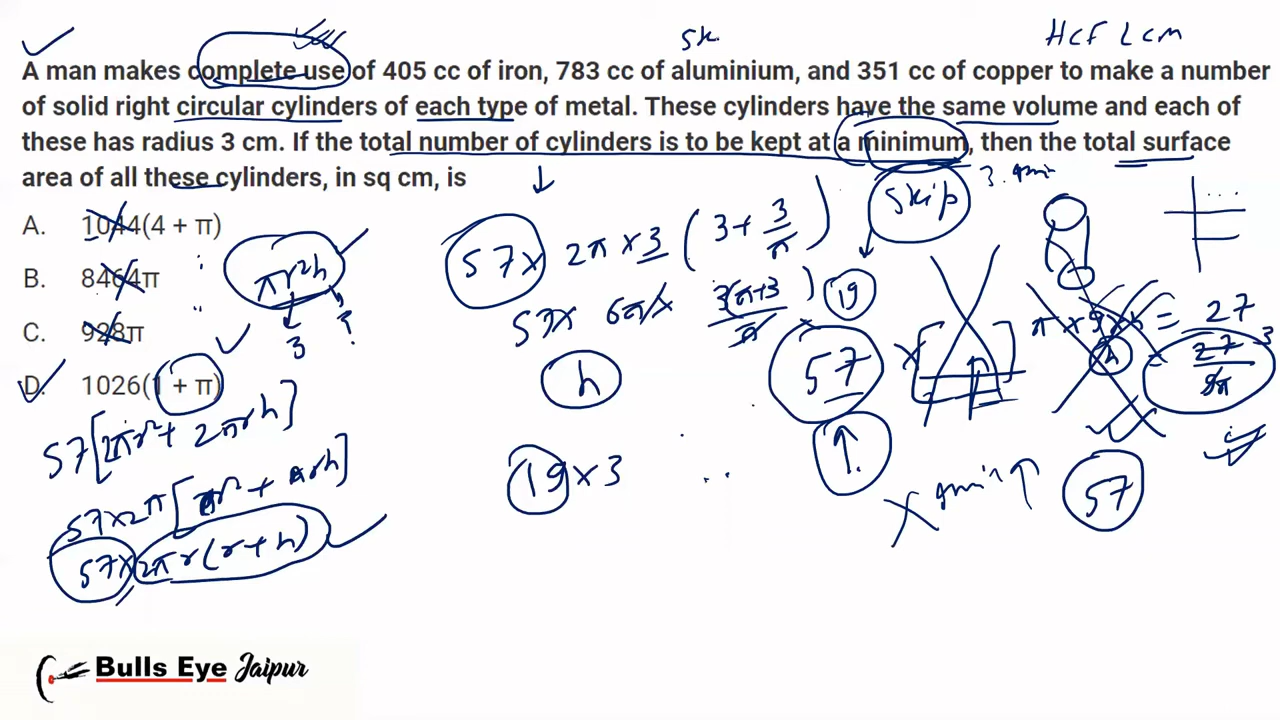 SK
HCF LCM
A man makes complete use of 405 cc of iron, 783 cc of aluminium, and 351 cc of copper to make a number
of solid right circular cylinders of each type of metal. These cylinders have the same volume and each of
these has radius 3 cm. If the total number of cylinders is to be kept at a minimum, then the total surface
area of all these cylinders, in sq cm, is
skip
A. 1044(4 + π)
B. 8464π
C. 928π
D. 1026(1 + π)
πr²h
3 ?
57× 2π × 3 ( 3 + 3/π )
57× 6π ×
19
57
h
π × 9 × h = 27
h = 27/9π 3
57[2πr² + 2πrh]
57×2π[
57×2πr(r+h)
19×3
57
Bulls Eye Jaipur